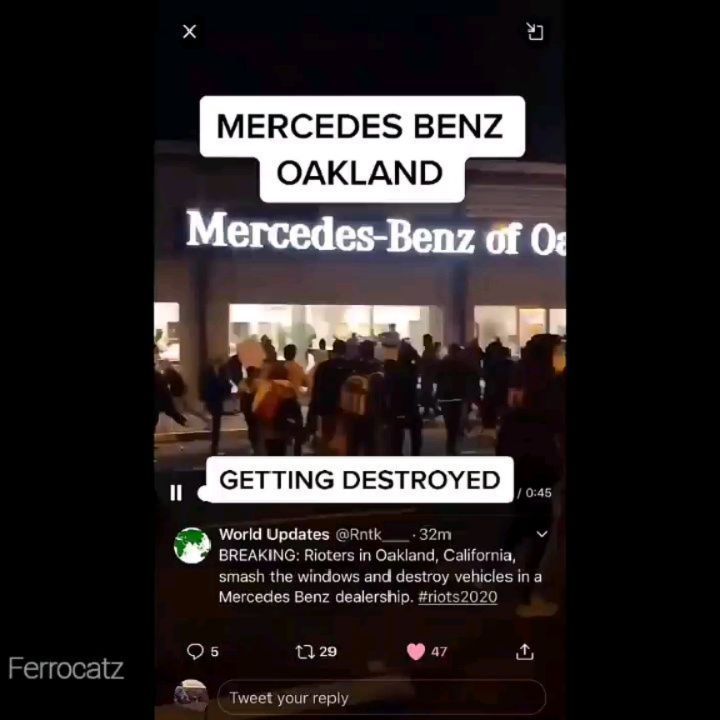 MERCEDES BENZ
OAKLAND
Mercedes-Benz of Oa
GETTING DESTROYED
/ 0:45
World Updates @Rntk___ · 32m
BREAKING: Rioters in Oakland, California,
smash the windows and destroy vehicles in a
Mercedes Benz dealership. #riots2020
5 29 47
Ferrocatz
Tweet your reply